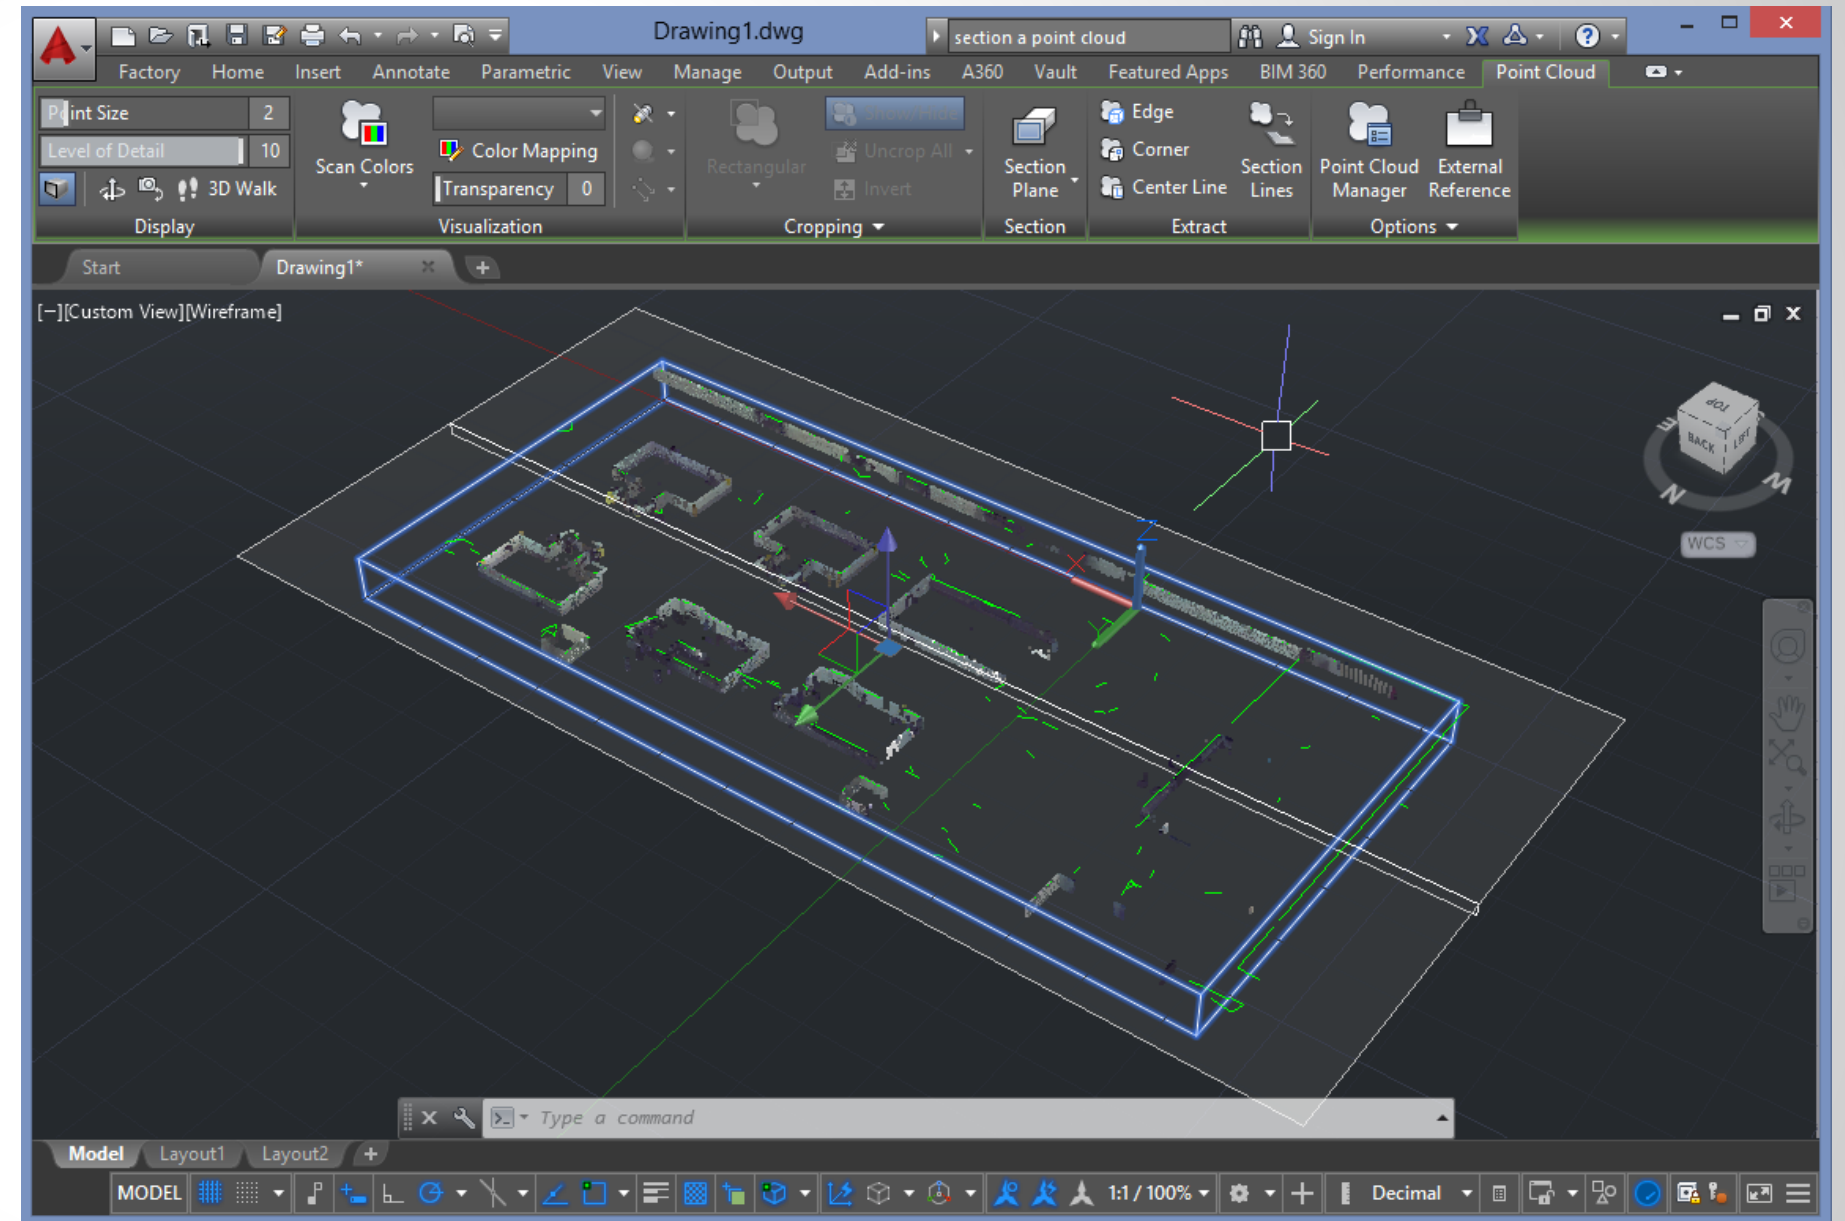 Drawing1.dwg
section a point cloud
Sign In
Factory Home Insert Annotate Parametric View Manage Output Add-ins A360 Vault Featured Apps BIM 360 Performance Point Cloud
Point Size 2
Level of Detail 10
3D Walk
Display
Scan Colors
Color Mapping
Transparency 0
Visualization
Rectangular
Show/Hide
Uncrop All
Invert
Cropping
Section
Plane
Section
Edge
Corner
Center Line
Section
Lines
Extract
Point Cloud
Manager
External
Reference
Options
Start Drawing1*
[−][Custom View][Wireframe]
TOP
BACK LEFT
E
N
W
WCS
Z
X
Y
Type a command
Model Layout1 Layout2
MODEL 1:1 / 100% Decimal